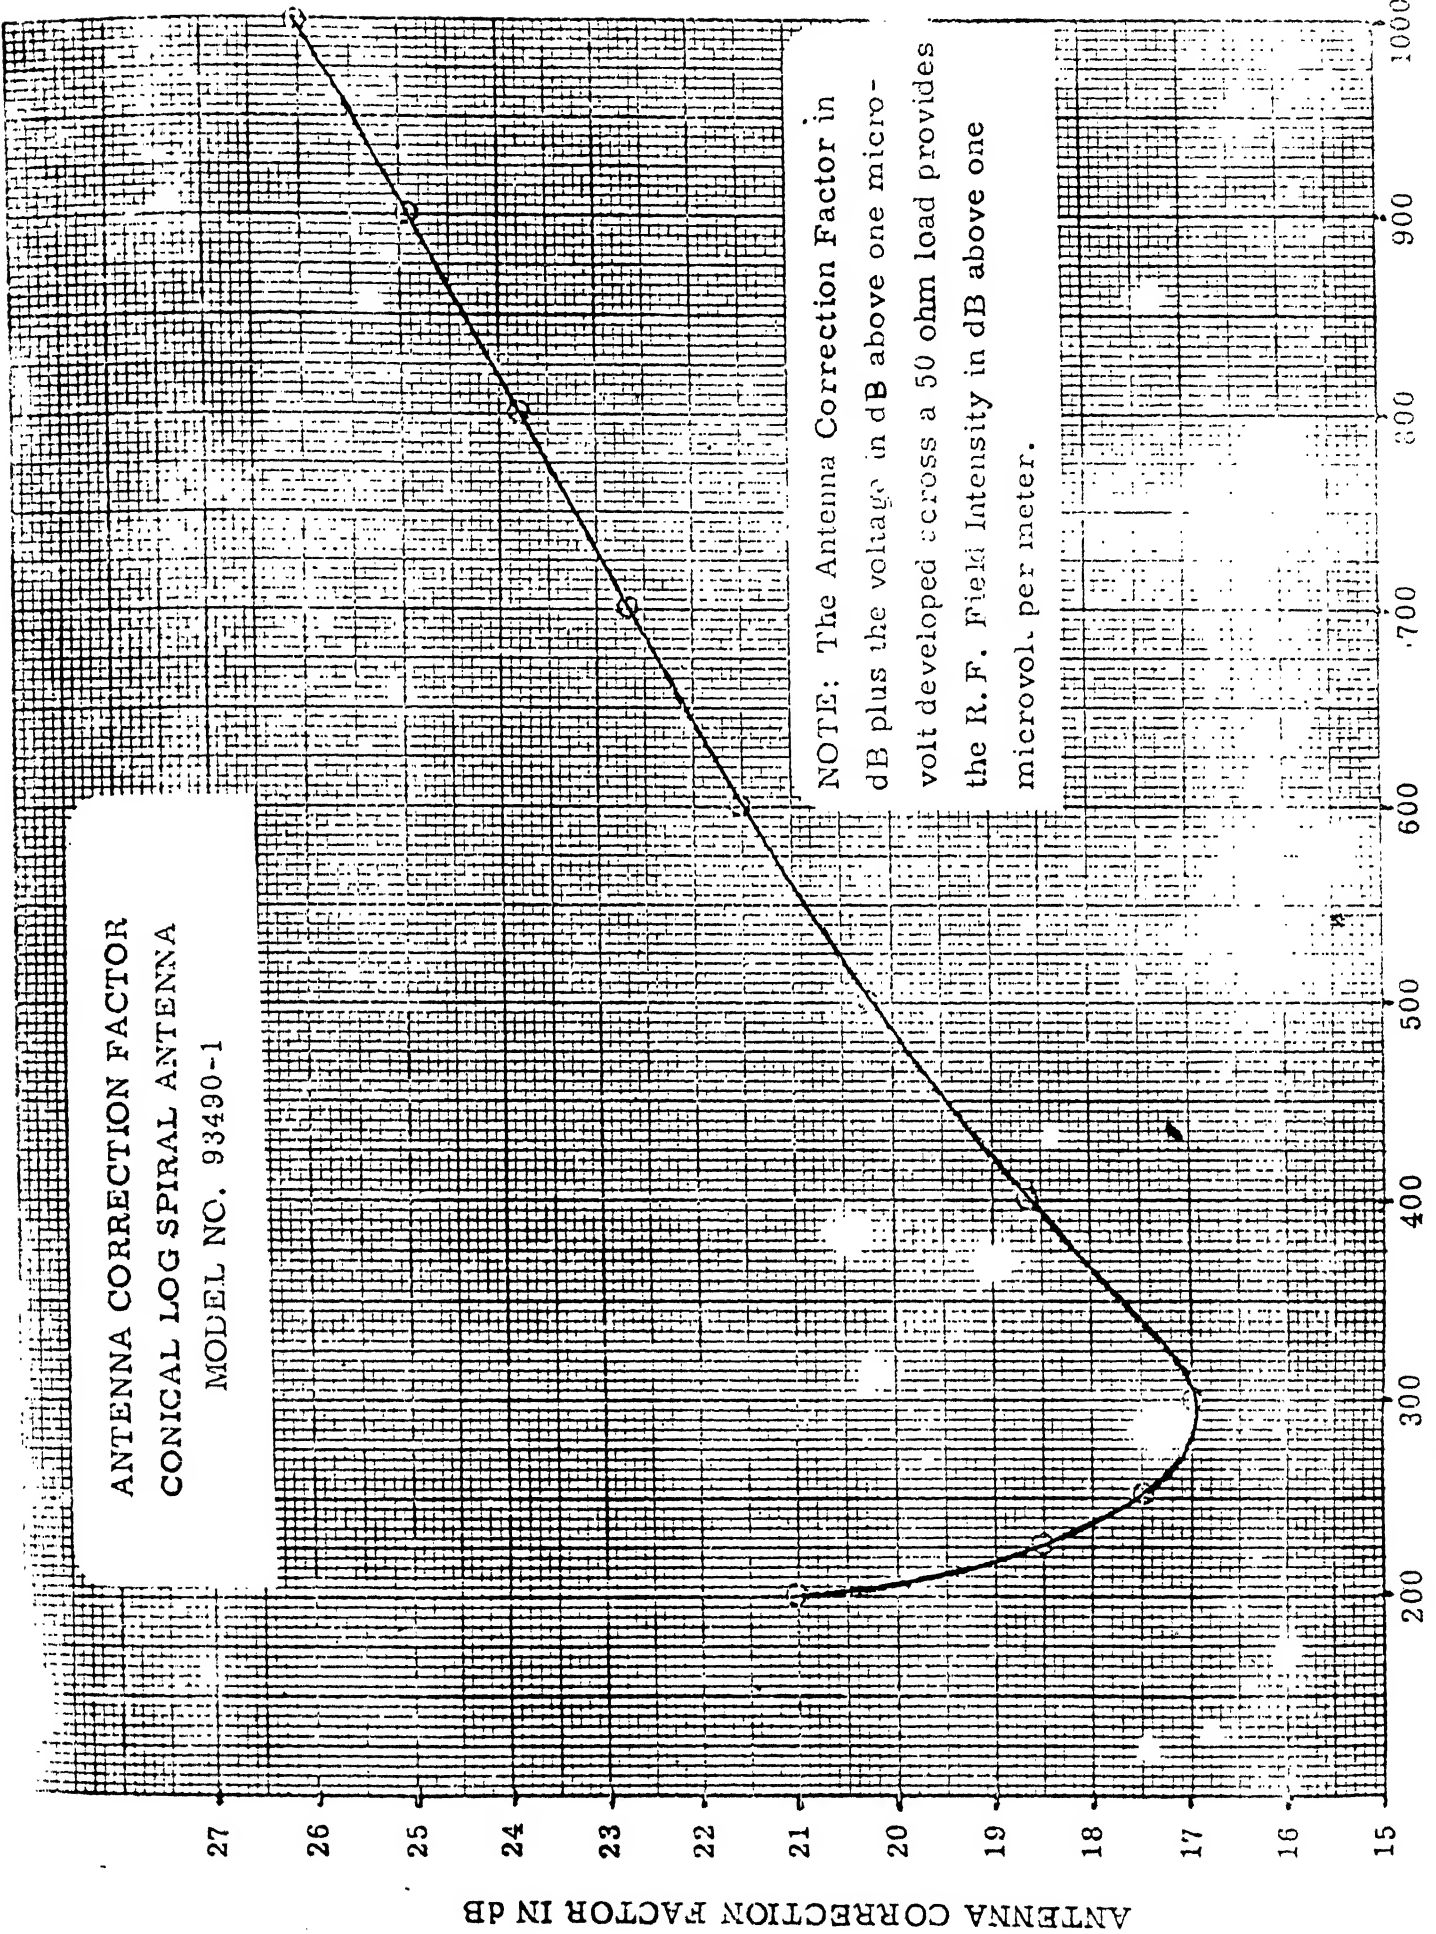 ANTENNA CORRECTION FACTOR
CONICAL LOG SPIRAL ANTENNA
MODEL NO. 93490-1
NOTE: The Antenna Correction Factor in
dB plus the voltage in dB above one micro-
volt developed across a 50 ohm load provides
the R. F. Field Intensity in dB above one
microvolt per meter.
ANTENNA CORRECTION FACTOR IN dB
27
26
25
24
23
22
21
20
19
18
17
16
15
200
300
400
500
600
700
800
900
1000